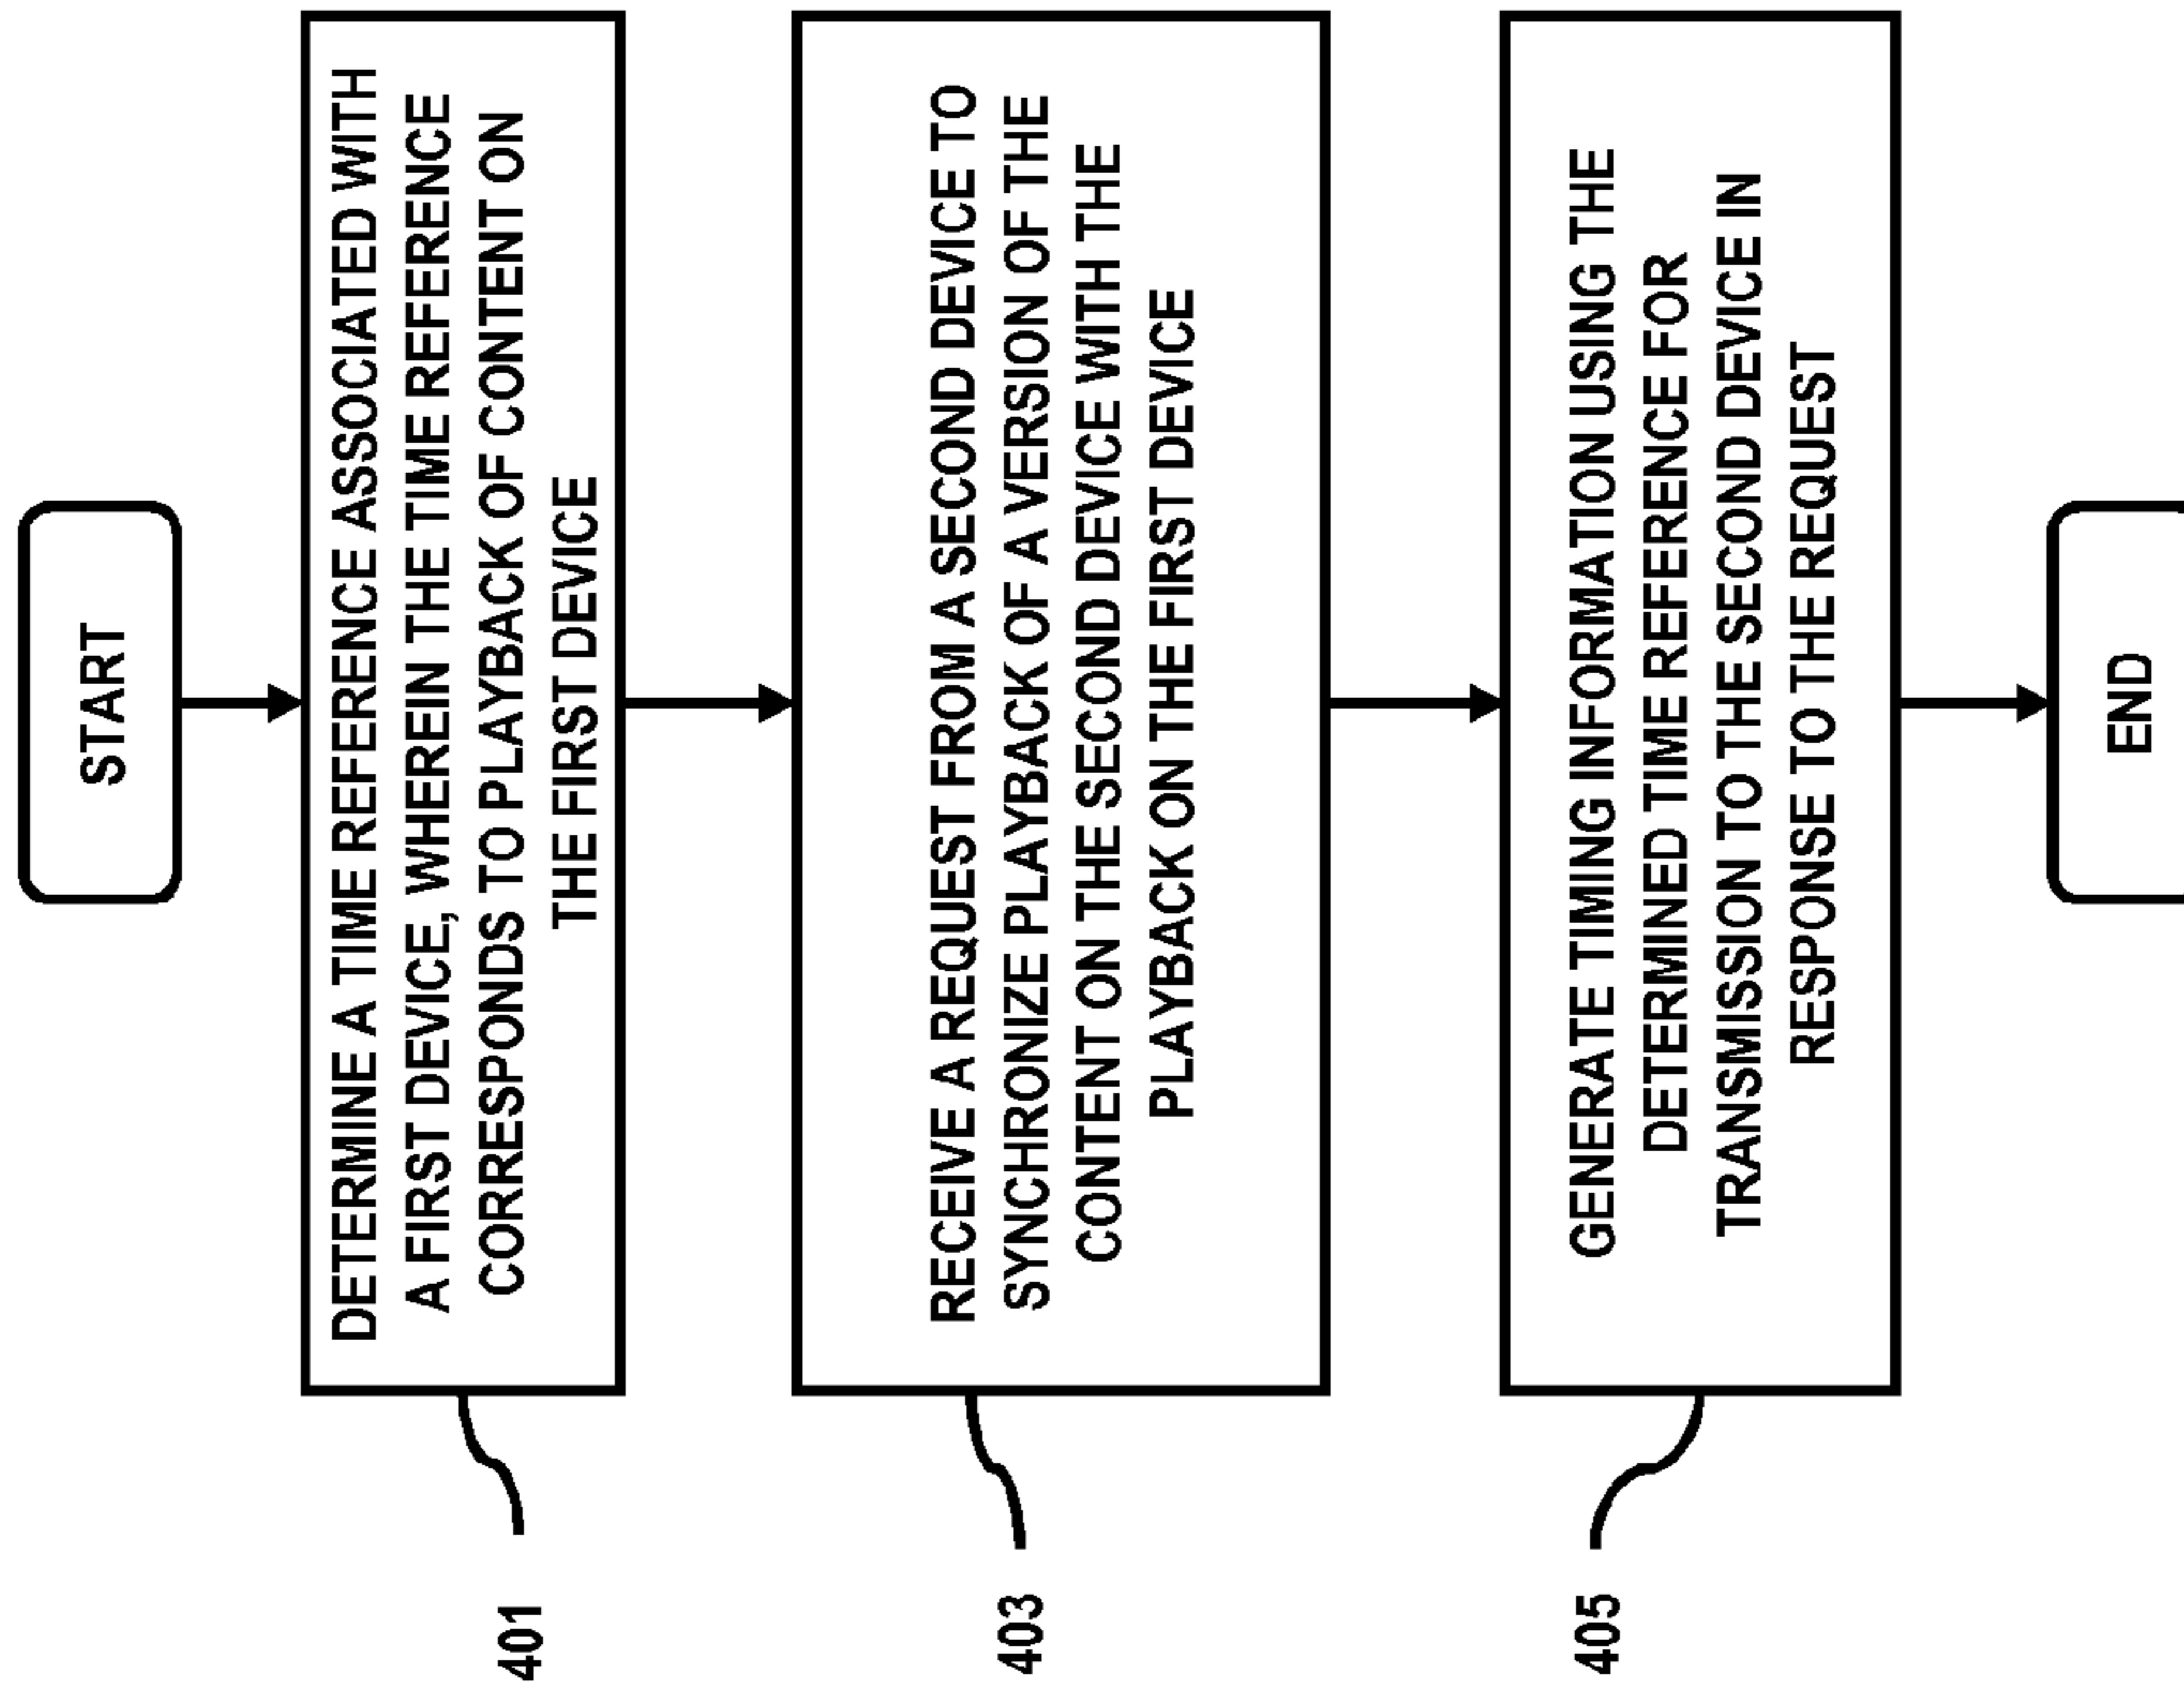 START
DETERMINE A TIME REFERENCE ASSOCIATED WITH
A FIRST DEVICE, WHEREIN THE TIME REFERENCE
CORRESPONDS TO PLAYBACK OF CONTENT ON
THE FIRST DEVICE
401
RECEIVE A REQUEST FROM A SECOND DEVICE TO
SYNCHRONIZE PLAYBACK OF A VERSION OF THE
CONTENT ON THE SECOND DEVICE WITH THE
PLAYBACK ON THE FIRST DEVICE
403
GENERATE TIMING INFORMATION USING THE
DETERMINED TIME REFERENCE FOR
TRANSMISSION TO THE SECOND DEVICE IN
RESPONSE TO THE REQUEST
405
END